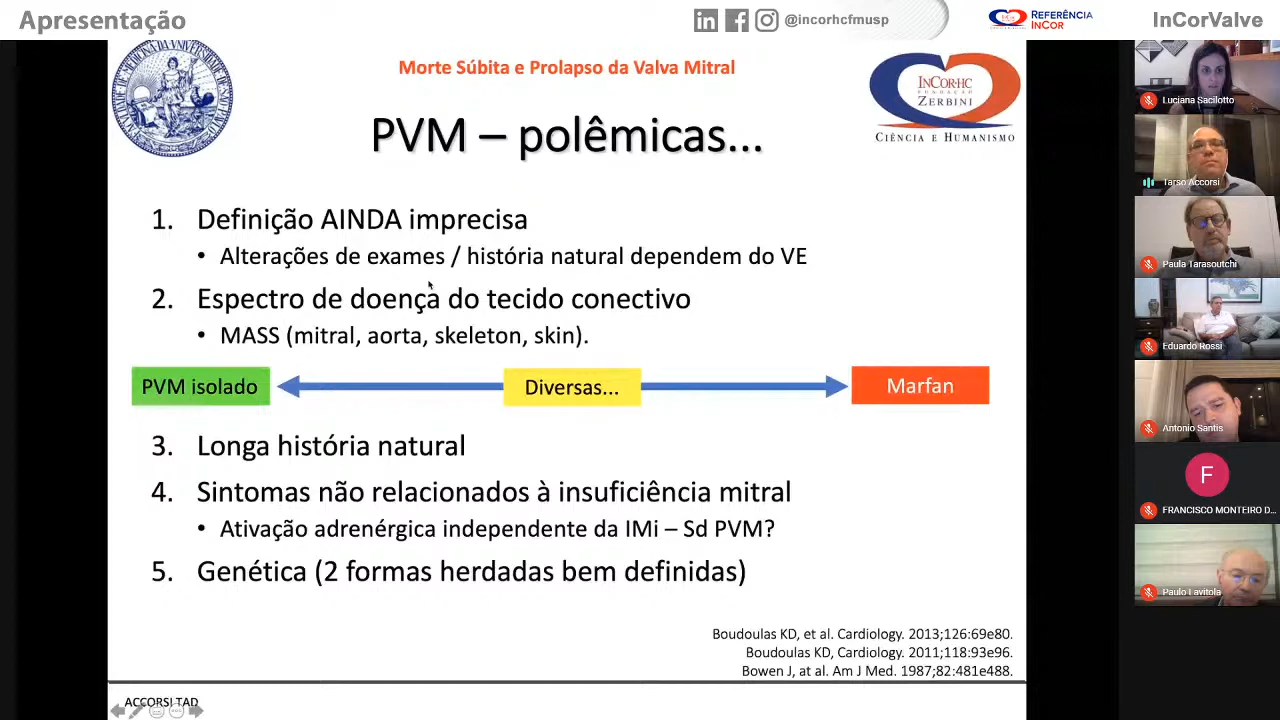 Apresentação
@incorhcfmusp
REFERÊNCIA
INCOR
InCorValve
Morte Súbita e Prolapso da Valva Mitral
INCOR·HC
FUNDAÇÃO
ZERBINI
CIÊNCIA E HUMANISMO
PVM – polêmicas...
1. Definição AINDA imprecisa
• Alterações de exames / história natural dependem do VE
2. Espectro de doença do tecido conectivo
• MASS (mitral, aorta, skeleton, skin).
PVM isolado
Diversas...
Marfan
3. Longa história natural
4. Sintomas não relacionados à insuficiência mitral
• Ativação adrenérgica independente da IMi – Sd PVM?
5. Genética (2 formas herdadas bem definidas)
Boudoulas KD, et al. Cardiology. 2013;126:69e80.
Boudoulas KD, Cardiology. 2011;118:93e96.
Bowen J, at al. Am J Med. 1987;82:481e488.
ACCORSI TAD
Luciana Sacilotto
Tarso Accorsi
Paula Tarasoutchi
Eduardo Rossi
Antonio Santis
F
FRANCISCO MONTEIRO D...
Paulo Lavitola